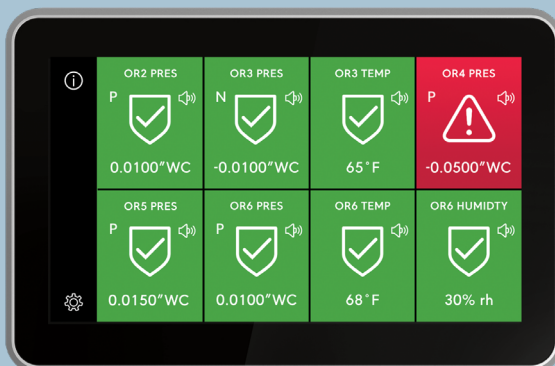 OR2 PRES
P
0.0100"WC
OR3 PRES
N
-0.0100"WC
OR3 TEMP
65°F
OR4 PRES
P
-0.0500"WC
OR5 PRES
P
0.0150"WC
OR6 PRES
P
0.0100"WC
OR6 TEMP
68°F
OR6 HUMIDTY
30% rh